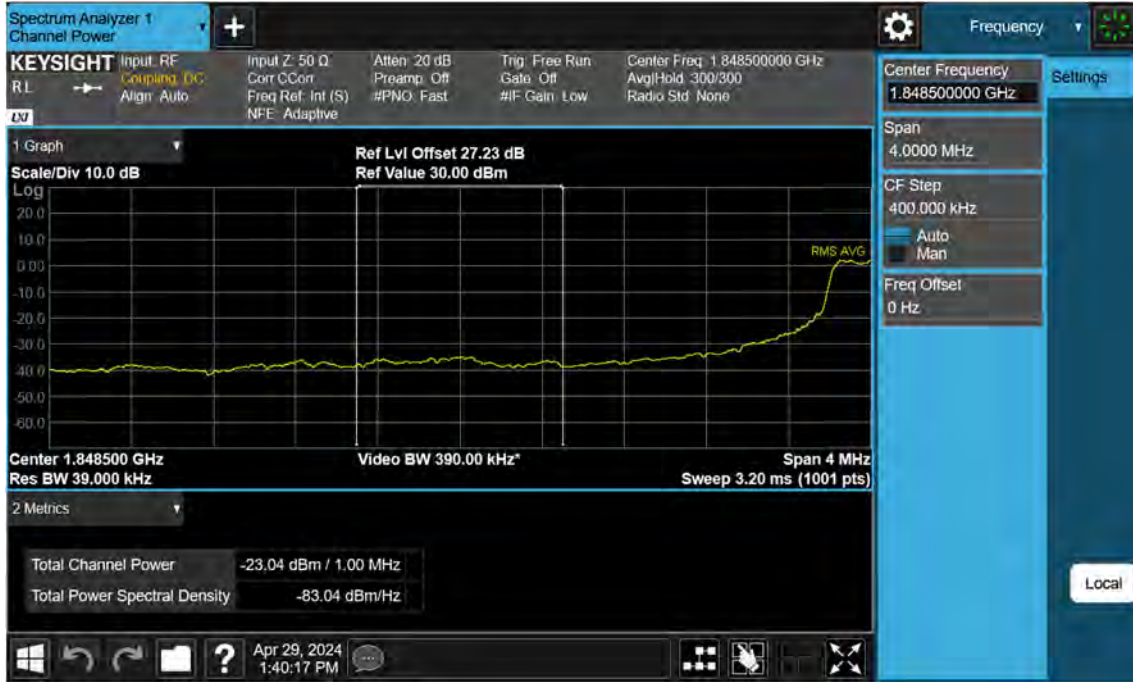 Spectrum Analyzer 1
Channel Power
Frequency
KEYSIGHT
RL
LXI
Input: RF
Coupling: DC
Align: Auto
Input Z: 50 Ω
Corr CCorr
Freq Ref: Int (S)
NFE: Adaptive
Atten: 20 dB
Preamp: Off
#PNO: Fast
Trig: Free Run
Gate: Off
#IF Gain: Low
Center Freq: 1.848500000 GHz
Avg|Hold: 300/300
Radio Std: None
1 Graph
Scale/Div 10.0 dB
Ref Lvl Offset 27.23 dB
Ref Value 30.00 dBm
Log
20.0
10.0
0.00
-10.0
-20.0
-30.0
-40.0
-50.0
-60.0
RMS AVG
Center 1.848500 GHz
Res BW 39.000 kHz
Video BW 390.00 kHz*
Span 4 MHz
Sweep 3.20 ms (1001 pts)
2 Metrics
Total Channel Power -23.04 dBm / 1.00 MHz
Total Power Spectral Density -83.04 dBm/Hz
?
Apr 29, 2024
1:40:17 PM
Center Frequency
1.848500000 GHz
Settings
Span
4.0000 MHz
CF Step
400.000 kHz
Auto
Man
Freq Offset
0 Hz
Local